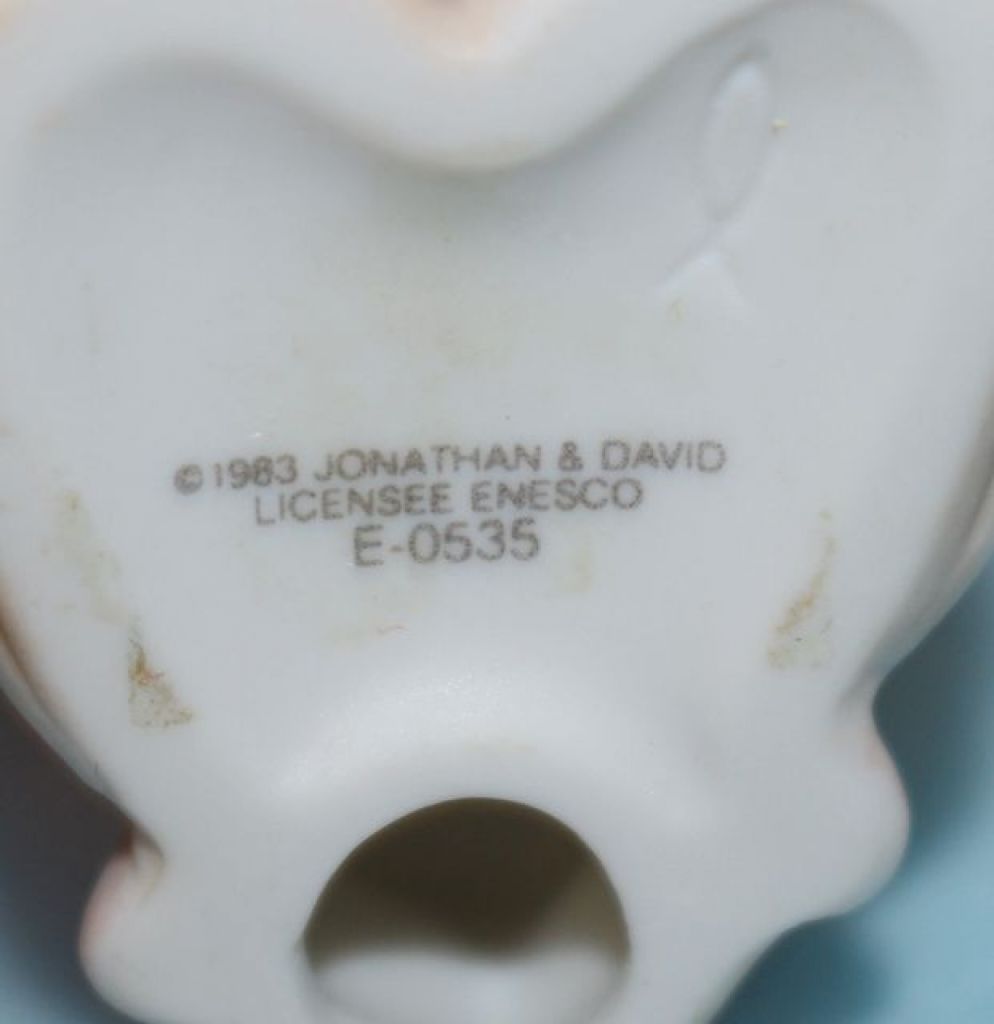 ©1983 JONATHAN & DAVID
LICENSEE ENESCO
E-0535